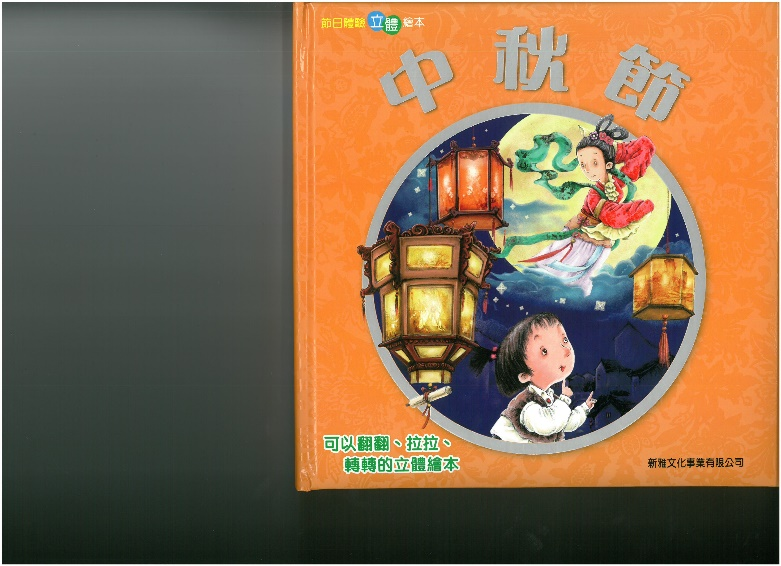 節日體驗立體繪本
中秋節
可以翻翻、拉拉、
轉轉的立體繪本
新雅文化事業有限公司